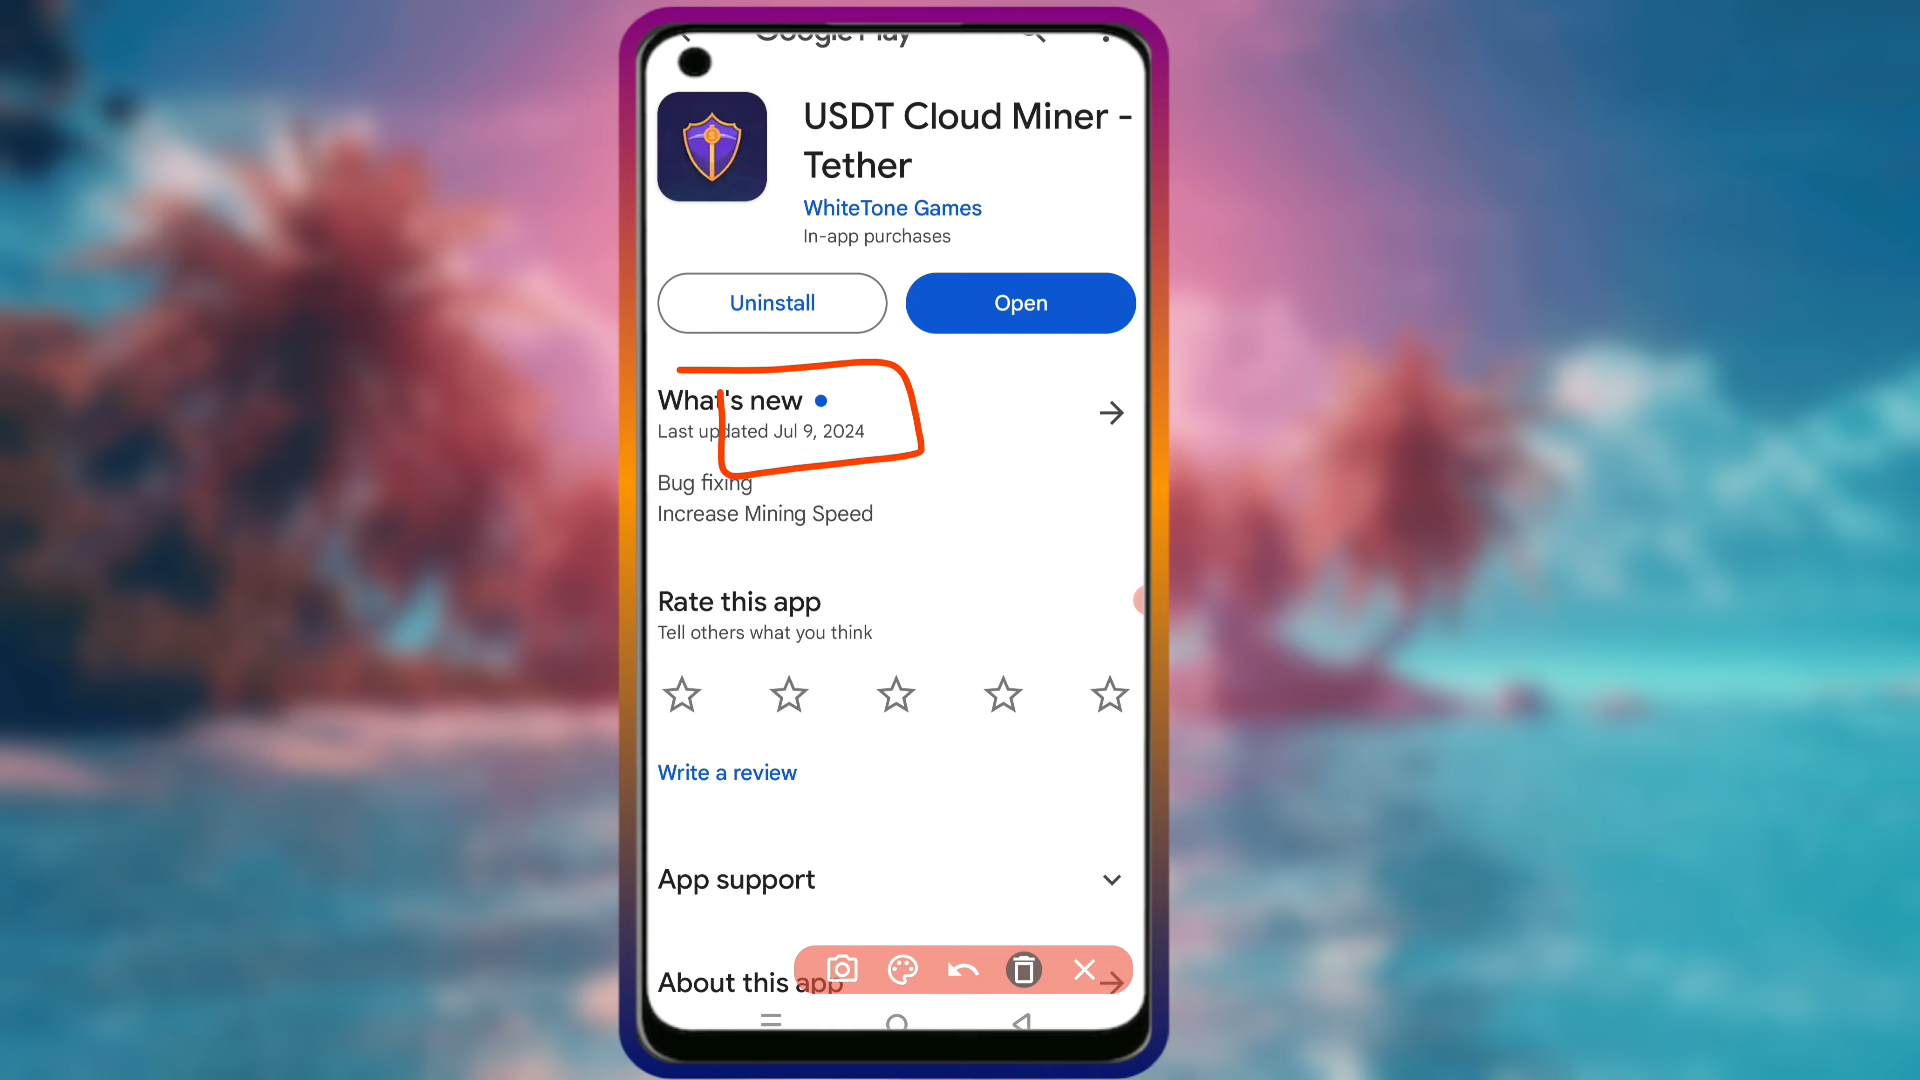 Google Play
USDT Cloud Miner -
Tether
WhiteTone Games
In-app purchases
Uninstall
Open
What's new
Last updated Jul 9, 2024
Bug fixing
Increase Mining Speed
Rate this app
Tell others what you think
Write a review
App support
About this app